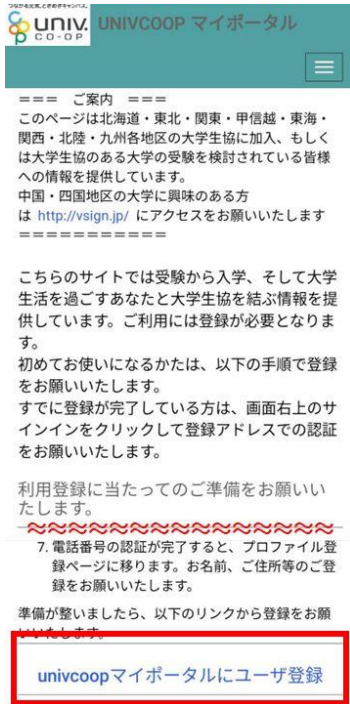 つながる元気、ときめきキャンパス。
univ.
CO-OP
UNIVCOOP マイポータル
=== ご案内 ===
このページは北海道・東北・関東・甲信越・東海・
関西・北陸・九州各地区の大学生協に加入、もしく
は大学生協のある大学の受験を検討されている皆様
への情報を提供しています。
中国・四国地区の大学に興味のある方
は http://vsign.jp/ にアクセスをお願いいたします
===========
こちらのサイトでは受験から入学、そして大学
生活を過ごすあなたと大学生協を結ぶ情報を提
供しています。ご利用には登録が必要となりま
す。
初めてお使いになるかたは、以下の手順で登録
をお願いいたします。
すでに登録が完了している方は、画面右上のサ
インインをクリックして登録アドレスでの認証
をお願いいたします。
利用登録に当たってのご準備をお願いい
たします。
7. 電話番号の認証が完了すると、プロファイル登
録ページに移ります。お名前、ご住所等のご登
録をお願いいたします。
準備が整いましたら、以下のリンクから登録をお願
いいたします。
univcoopマイポータルにユーザ登録